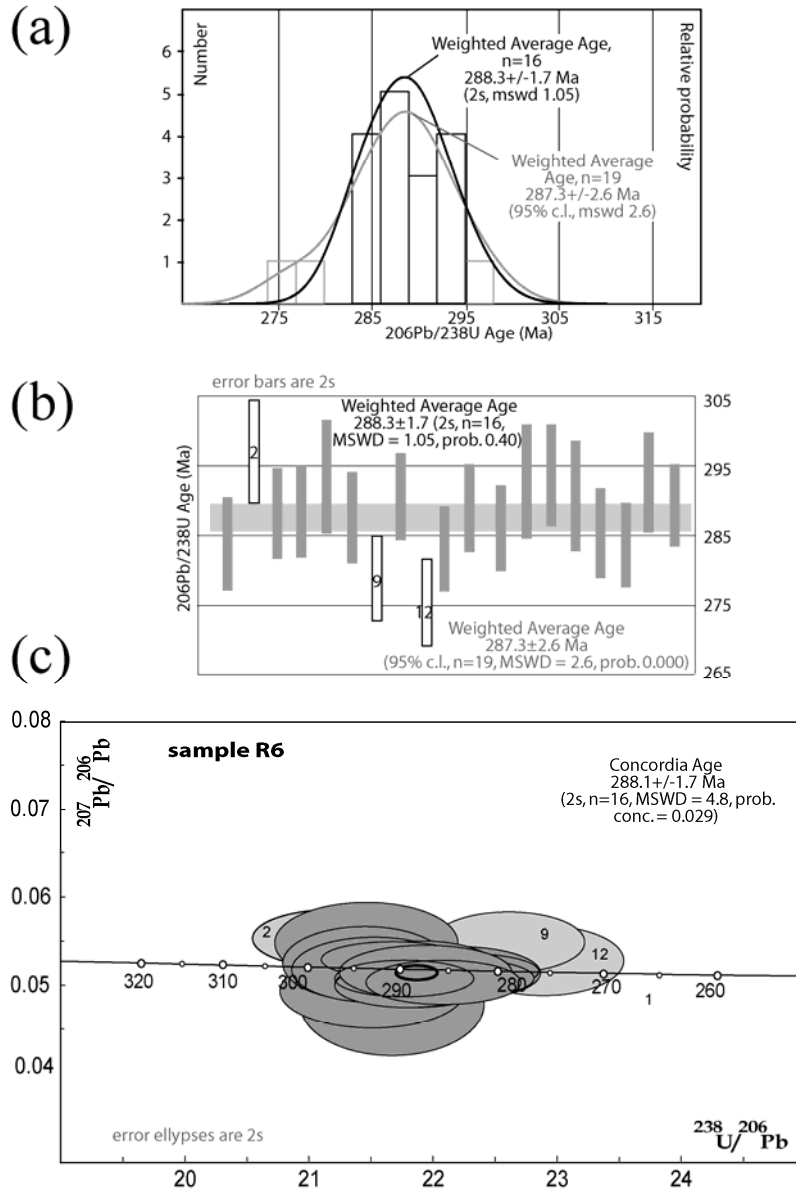 (a)
Number
Relative probability
6
5
4
3
2
1
Weighted Average Age,
n=16
288.3+/-1.7 Ma
(2s, mswd 1.05)
Weighted Average
Age, n=19
287.3+/-2.6 Ma
(95% c.l., mswd 2.6)
275 285 295 305 315
206Pb/238U Age (Ma)
(b)
error bars are 2s
206Pb/238U Age (Ma)
Weighted Average Age
288.3±1.7 (2s, n=16,
MSWD = 1.05, prob. 0.40)
305
295
285
275
265
2
9
12
Weighted Average Age
287.3±2.6 Ma
(95% c.l., n=19, MSWD = 2.6, prob. 0.000)
(c)
0.08
0.07
0.06
0.05
0.04
207Pb/206Pb
sample R6
Concordia Age
288.1+/-1.7 Ma
(2s, n=16, MSWD = 4.8, prob.
conc. = 0.029)
2
9
12
320 310 300 290 280 270 260
1
error ellypses are 2s
238U/206Pb
20 21 22 23 24